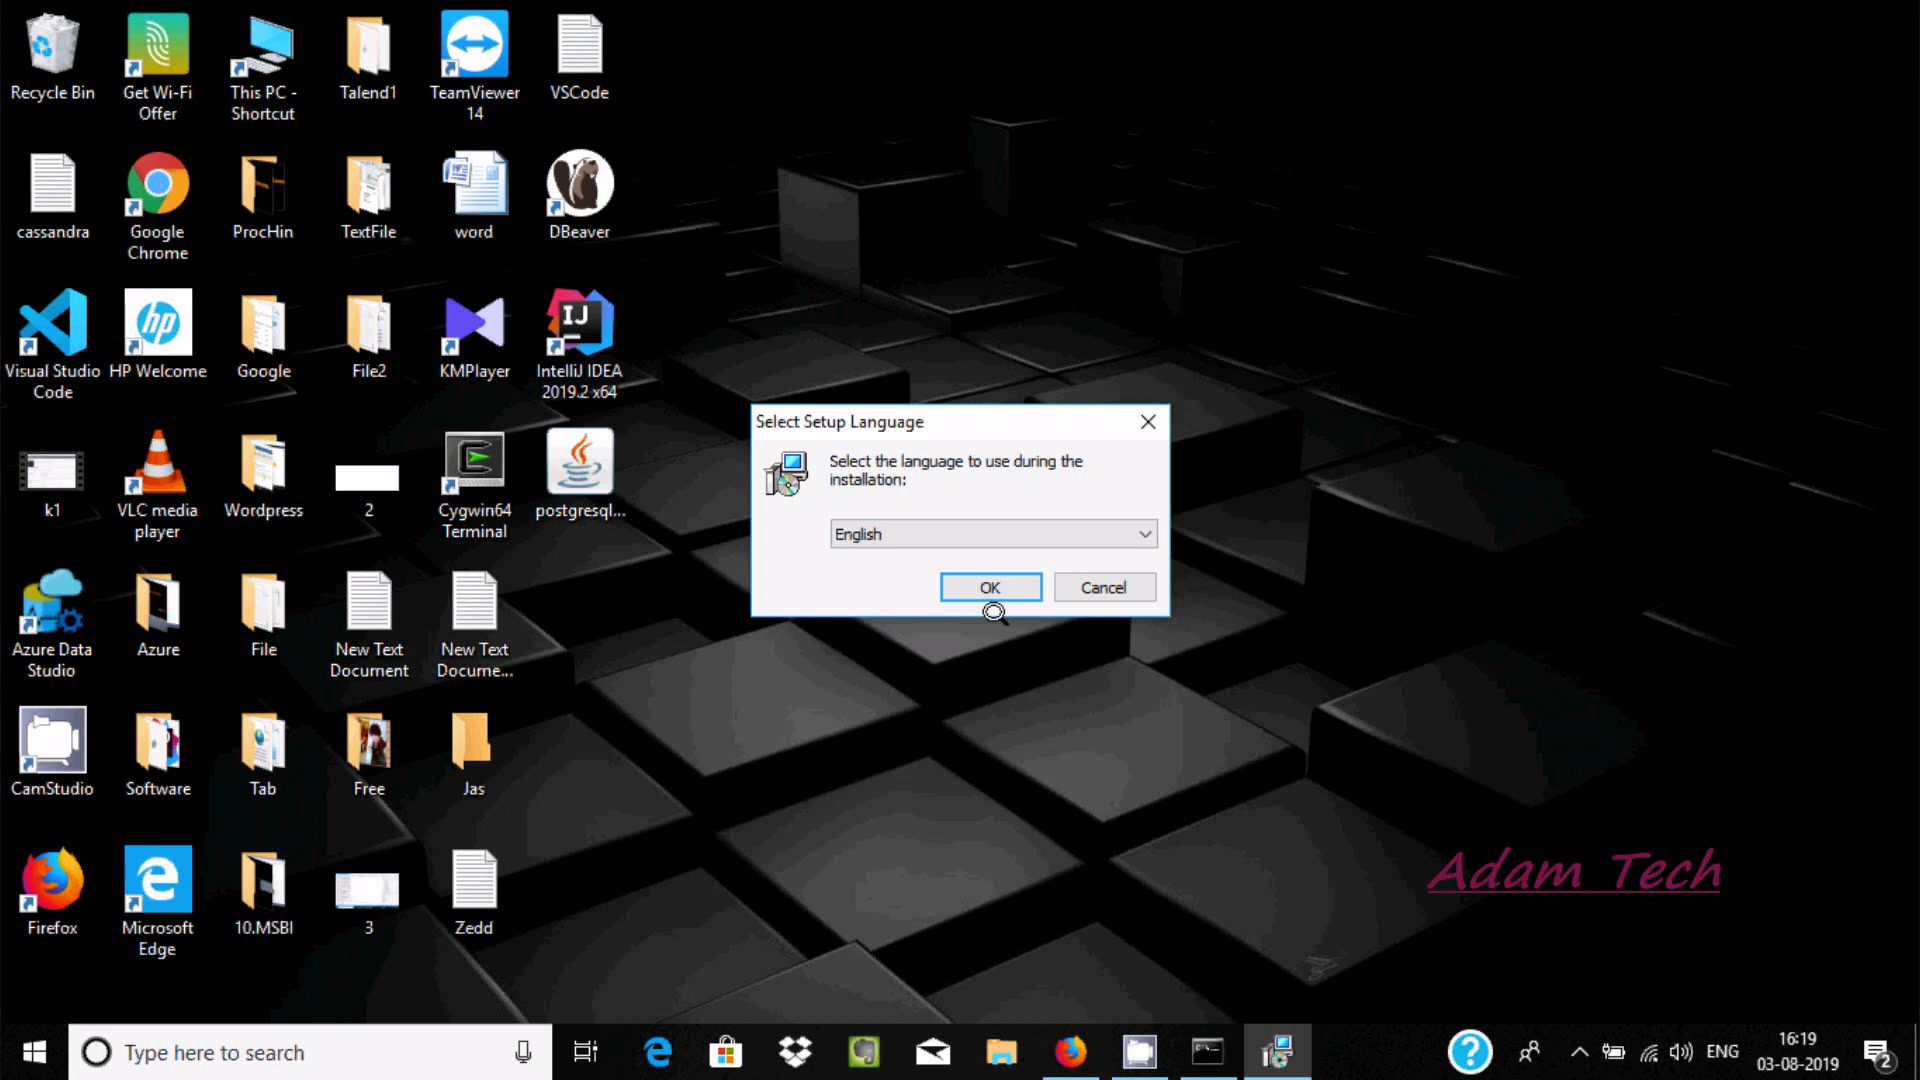 Recycle Bin
Get Wi-Fi
Offer
This PC -
Shortcut
Talend1
TeamViewer
14
VSCode
cassandra
Google
Chrome
ProcHin
TextFile
word
DBeaver
Visual Studio
Code
HP Welcome
hp
Google
File2
KMPlayer
IJ
IntelliJ IDEA
2019.2 x64
k1
VLC media
player
Wordpress
2
Cygwin64
Terminal
postgresql...
Azure Data
Studio
Azure
File
New Text
Document
New Text
Docume...
CamStudio
Software
Tab
Free
Jas
Firefox
Microsoft
Edge
10.MSBI
3
Zedd
Select Setup Language
Select the language to use during the
installation:
English
OK
Cancel
Adam Tech
Type here to search
ENG
16:19
03-08-2019
2